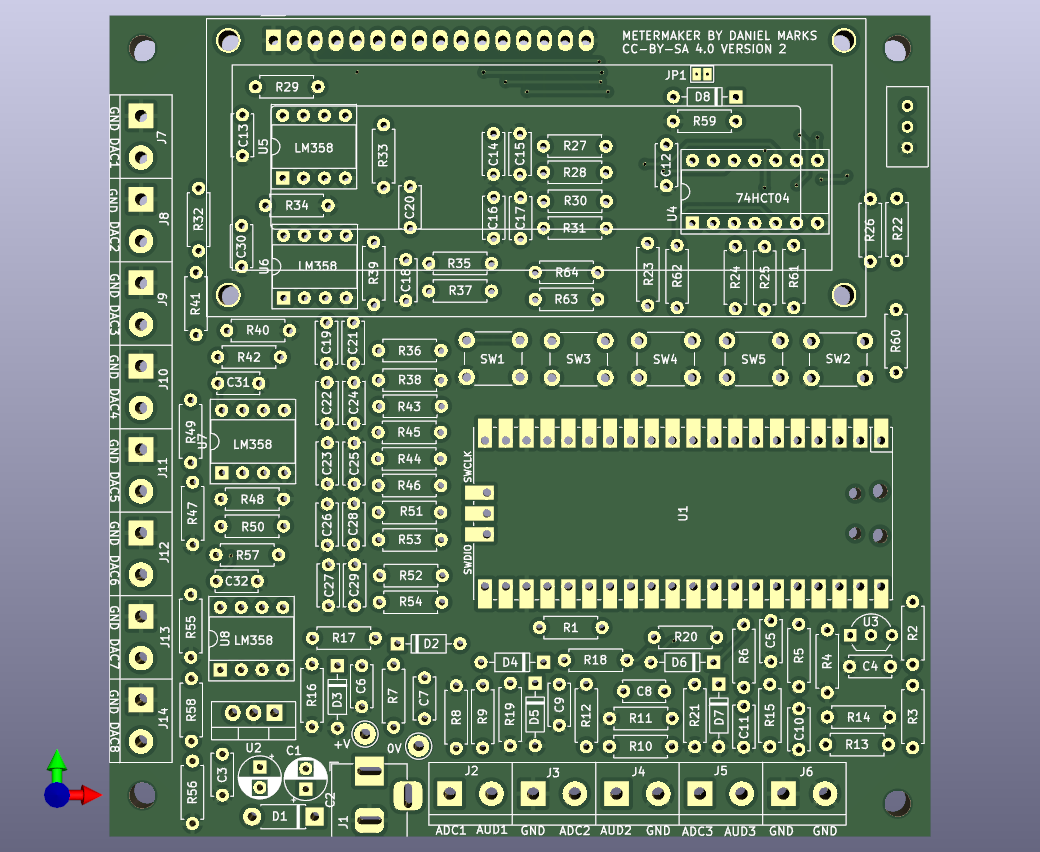 METERMAKER BY DANIEL MARKS
CC-BY-SA 4.0 VERSION 2
JP1
R29
D8
R59
C13
U5
LM358
R33
C14
C15
R27
R28
C12
U4
74HCT04
GND DAC1
J7
R32
R34
C20
C16
C17
R30
R31
R26
R22
GND DAC2
J8
C30
U6
LM358
R39
C18
R35
R37
R64
R63
R23
R62
R24
R25
R61
GND DAC3
J9
R41
R40
R42
C31
C19
C21
R36
R38
SW1
SW3
SW4
SW5
SW2
R60
GND DAC4
J10
R49
U7
LM358
C22
C24
R43
R45
R44
R46
SWCLK
U1
SWDIO
GND DAC5
J11
R47
R48
R50
C23
C25
C26
C28
R51
R53
GND DAC6
J12
R57
C32
C27
C29
R52
R54
GND DAC7
J13
R55
U8
LM358
R17
D2
R1
R20
C5
U3
R2
D4
R18
D6
R6
R5
R4
C4
GND DAC8
J14
R58
R16
D3
C6
R7
C7
R8
R9
R19
D5
C9
R12
C8
R11
R10
R21
D7
C11
R15
C10
R14
R13
R3
+V
0V
U2
C1
C3
R56
D1
C2
J1
J2
J3
J4
J5
J6
ADC1 AUD1 GND ADC2 AUD2 GND ADC3 AUD3 GND GND